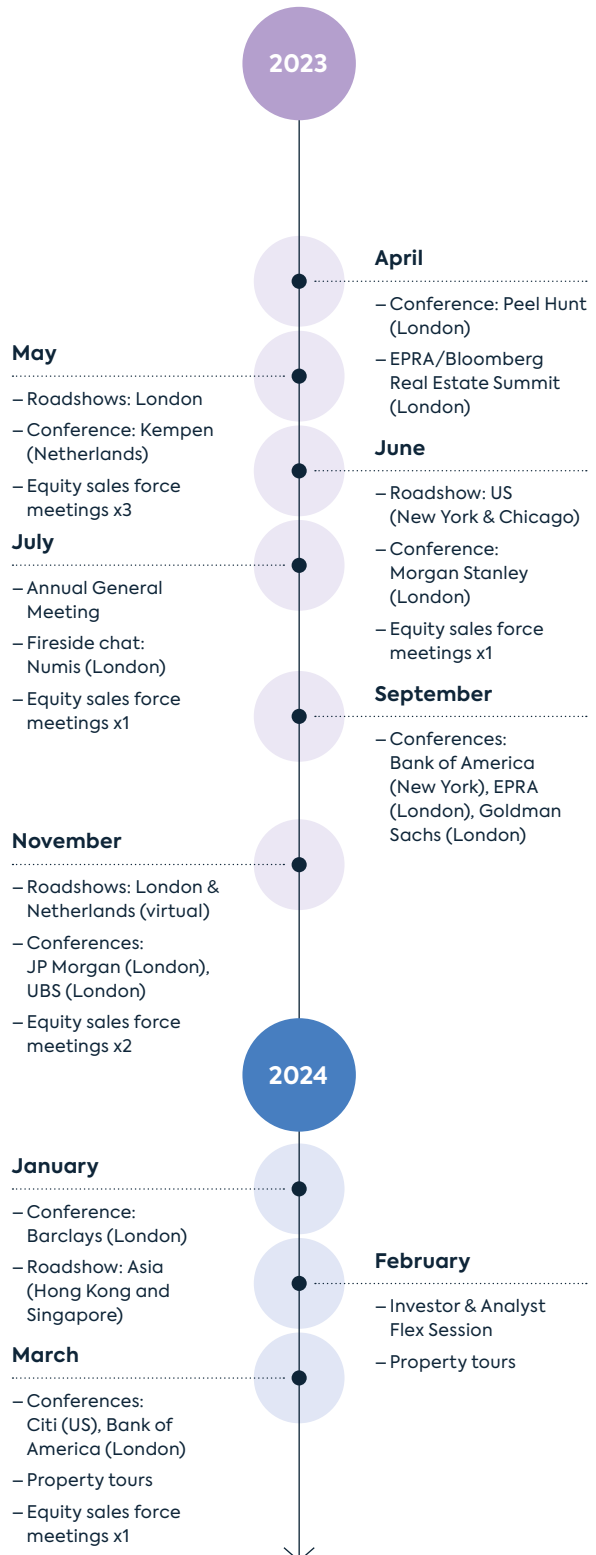 2023
April
– Conference: Peel Hunt
(London)
– EPRA/Bloomberg
Real Estate Summit
(London)
May
– Roadshows: London
– Conference: Kempen
(Netherlands)
– Equity sales force
meetings x3
June
– Roadshow: US
(New York & Chicago)
– Conference:
Morgan Stanley
(London)
– Equity sales force
meetings x1
July
– Annual General
Meeting
– Fireside chat:
Numis (London)
– Equity sales force
meetings x1
September
– Conferences:
Bank of America
(New York), EPRA
(London), Goldman
Sachs (London)
November
– Roadshows: London &
Netherlands (virtual)
– Conferences:
JP Morgan (London),
UBS (London)
– Equity sales force
meetings x2
2024
January
– Conference:
Barclays (London)
– Roadshow: Asia
(Hong Kong and
Singapore)
February
– Investor & Analyst
Flex Session
– Property tours
March
– Conferences:
Citi (US), Bank of
America (London)
– Property tours
– Equity sales force
meetings x1